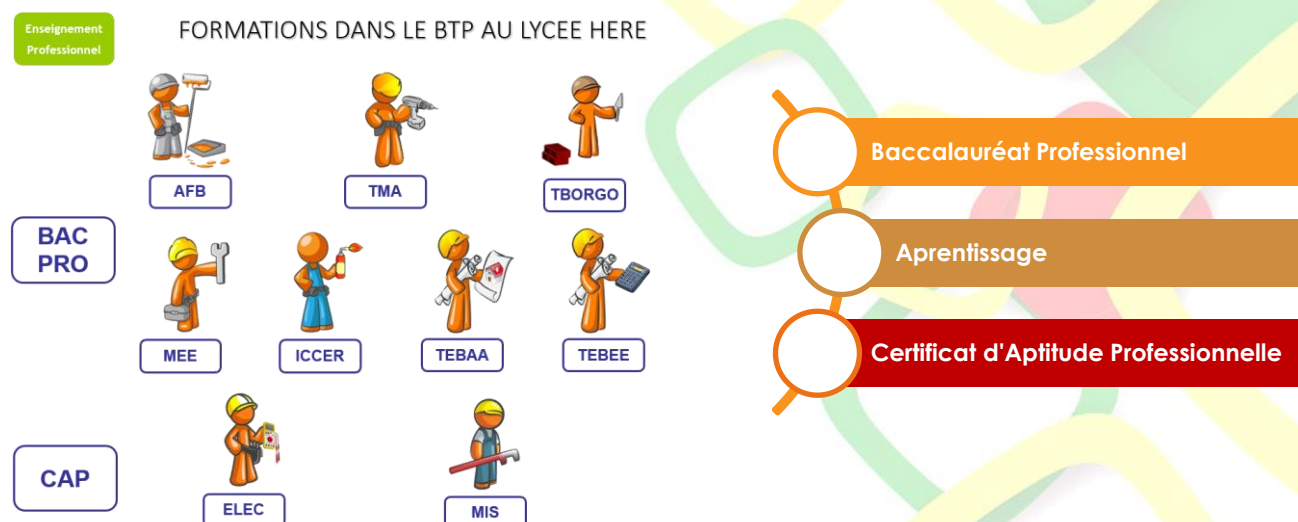 Enseignement
Professionnel
FORMATIONS DANS LE BTP AU LYCEE HERE
AFB
TMA
TBORGO
BAC
PRO
MEE
ICCER
TEBAA
TEBEE
CAP
ELEC
MIS
Baccalauréat Professionnel
Aprentissage
Certificat d'Aptitude Professionnelle